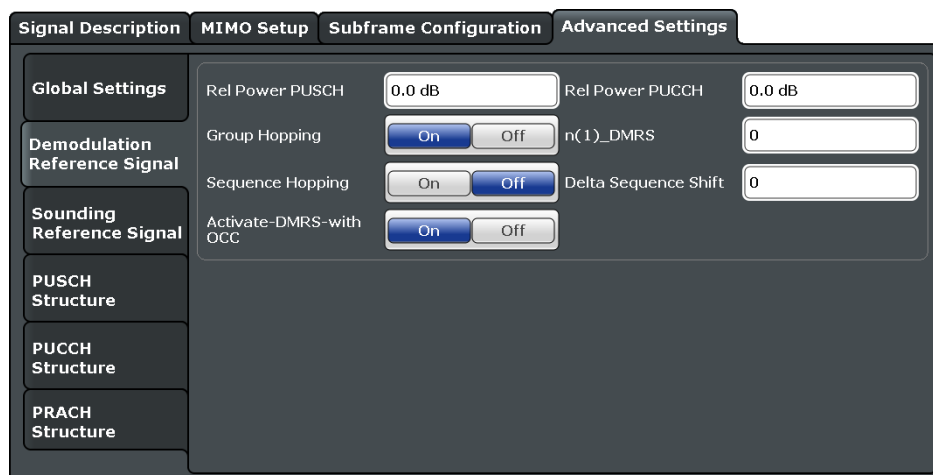 Signal Description MIMO Setup Subframe Configuration Advanced Settings
Global Settings
Demodulation
Reference Signal
Sounding
Reference Signal
PUSCH
Structure
PUCCH
Structure
PRACH
Structure
Rel Power PUSCH 0.0 dB Rel Power PUCCH 0.0 dB
Group Hopping On Off n(1)_DMRS 0
Sequence Hopping On Off Delta Sequence Shift 0
Activate-DMRS-with
OCC On Off